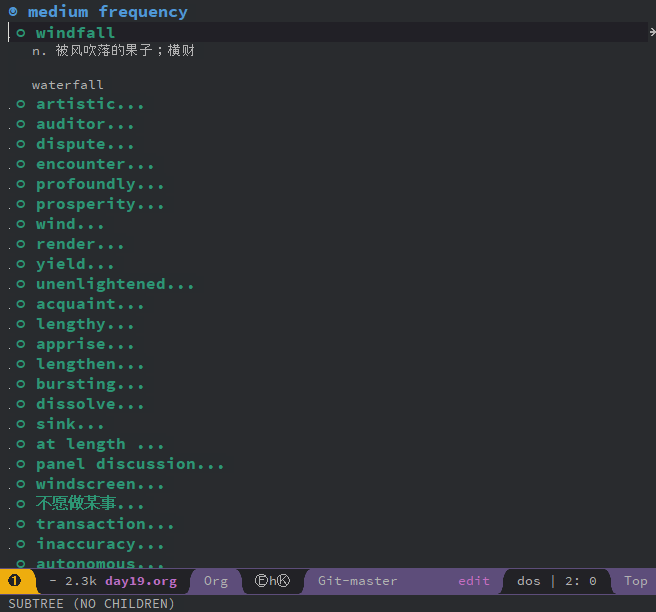 medium frequency
windfall
n. 被风吹落的果子；横财
waterfall
artistic...
auditor...
dispute...
encounter...
profoundly...
prosperity...
wind...
render...
yield...
unenlightened...
acquaint...
lengthy...
apprise...
lengthen...
bursting...
dissolve...
sink...
at length ...
panel discussion...
windscreen...
不愿做某事...
transaction...
inaccuracy...
autonomous...
❶ - 2.3k day19.org Org ⒺhⓀ Git-master edit dos | 2: 0 Top
SUBTREE (NO CHILDREN)